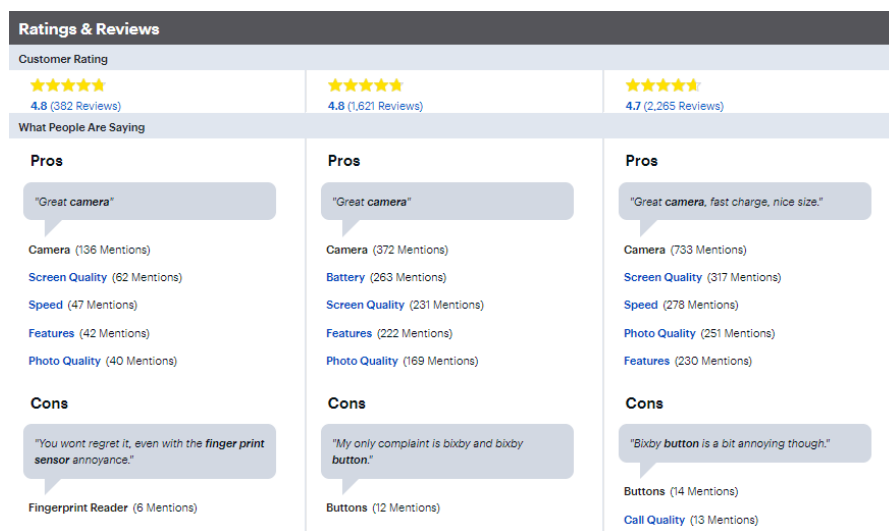 Ratings & Reviews
Customer Rating
4.8 (382 Reviews)
4.8 (1,621 Reviews)
4.7 (2,265 Reviews)
What People Are Saying
Pros
"Great camera"
Camera (136 Mentions)
Screen Quality (62 Mentions)
Speed (47 Mentions)
Features (42 Mentions)
Photo Quality (40 Mentions)
Cons
"You wont regret it, even with the finger print
sensor annoyance."
Fingerprint Reader (6 Mentions)
Pros
"Great camera"
Camera (372 Mentions)
Battery (263 Mentions)
Screen Quality (231 Mentions)
Features (222 Mentions)
Photo Quality (169 Mentions)
Cons
"My only complaint is bixby and bixby
button."
Buttons (12 Mentions)
Pros
"Great camera, fast charge, nice size."
Camera (733 Mentions)
Screen Quality (317 Mentions)
Speed (278 Mentions)
Photo Quality (251 Mentions)
Features (230 Mentions)
Cons
"Bixby button is a bit annoying though."
Buttons (14 Mentions)
Call Quality (13 Mentions)